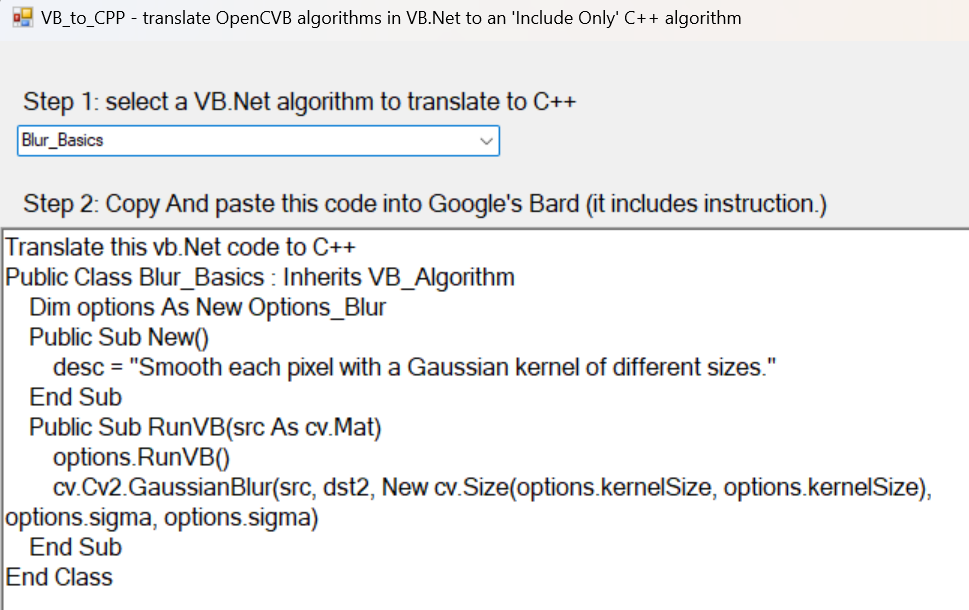 VB_to_CPP - translate OpenCVB algorithms in VB.Net to an 'Include Only' C++ algorithm
Step 1: select a VB.Net algorithm to translate to C++
Blur_Basics
Step 2: Copy And paste this code into Google's Bard (it includes instruction.)
Translate this vb.Net code to C++
Public Class Blur_Basics : Inherits VB_Algorithm
    Dim options As New Options_Blur
    Public Sub New()
        desc = "Smooth each pixel with a Gaussian kernel of different sizes."
    End Sub
    Public Sub RunVB(src As cv.Mat)
        options.RunVB()
        cv.Cv2.GaussianBlur(src, dst2, New cv.Size(options.kernelSize, options.kernelSize),
options.sigma, options.sigma)
    End Sub
End Class